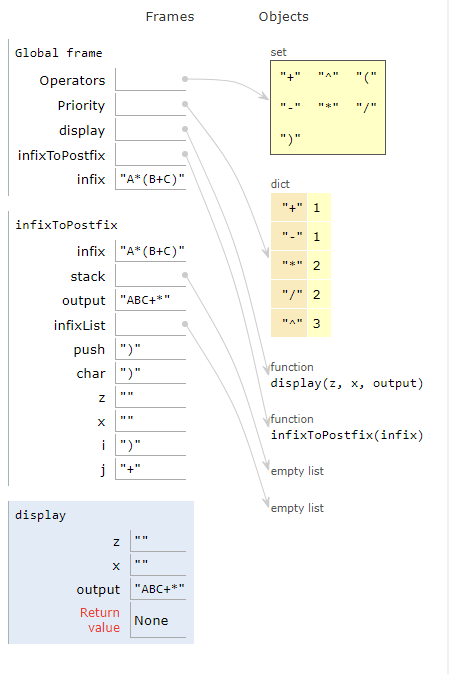 Frames Objects
Global frame
Operators
Priority
display
infixToPostfix
infix "A*(B+C)"
infixToPostfix
infix "A*(B+C)"
stack
output "ABC+*"
infixList
push ")"
char ")"
z ""
x ""
i ")"
j "+"
display
z ""
x ""
output "ABC+*"
Return
value None
set
"+" "^" "("
"-" "*" "/"
")"
dict
"+" 1
"-" 1
"*" 2
"/" 2
"^" 3
function
display(z, x, output)
function
infixToPostfix(infix)
empty list
empty list